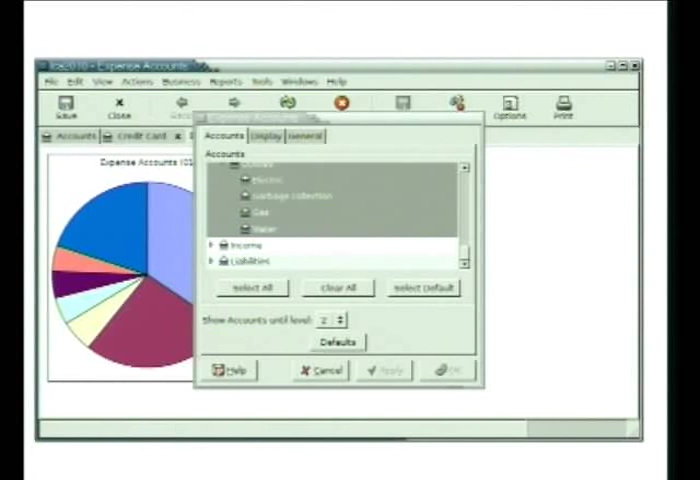 lca2010 - Expense Accounts
File Edit View Actions Business Reports Tools Windows Help
Save Close Options Print
Accounts Credit Card
Expense Accounts (01
Accounts Display General
Accounts
Electric
Garbage collection
Gas
Water
Income
Liabilities
Select All Clear All Select Default
Show Accounts until level: 2
Defaults
Help Cancel Apply OK